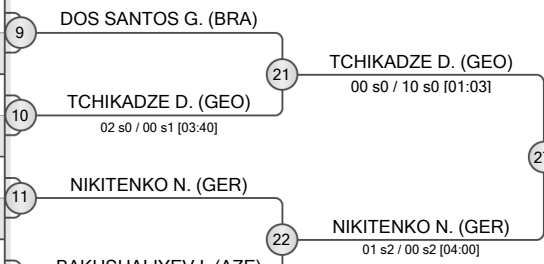 DOS SANTOS G. (BRA)
9
TCHIKADZE D. (GEO)
21
00 s0 / 10 s0 [01:03]
TCHIKADZE D. (GEO)
10
02 s0 / 00 s1 [03:40]
NIKITENKO N. (GER)
11
NIKITENKO N. (GER)
22
01 s2 / 00 s2 [04:00]